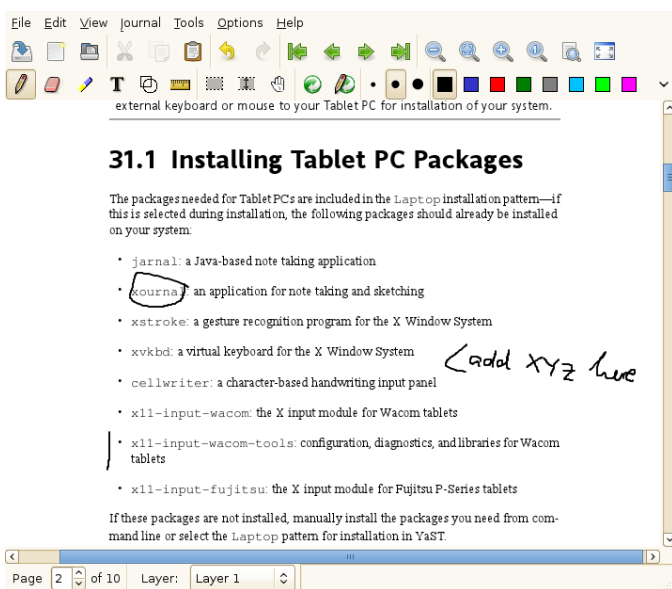 File Edit View Journal Tools Options Help
T
external keyboard or mouse to your Tablet PC for installation of your system.
31.1 Installing Tablet PC Packages
The packages needed for Tablet PCs are included in the Laptop installation pattern—if
this is selected during installation, the following packages should already be installed
on your system:
• jarnal: a Java-based note taking application
• xournal: an application for note taking and sketching
• xstroke: a gesture recognition program for the X Window System
• xvkbd: a virtual keyboard for the X Window System
<add XYZ here
• cellwriter: a character-based handwriting input panel
• x11-input-wacom: the X input module for Wacom tablets
• x11-input-wacom-tools: configuration, diagnostics, and libraries for Wacom
tablets
• x11-input-fujitsu: the X input module for Fujitsu P-Series tablets
If these packages are not installed, manually install the packages you need from com-
mand line or select the Laptop pattern for installation in YaST.
Page 2 of 10 Layer: Layer 1